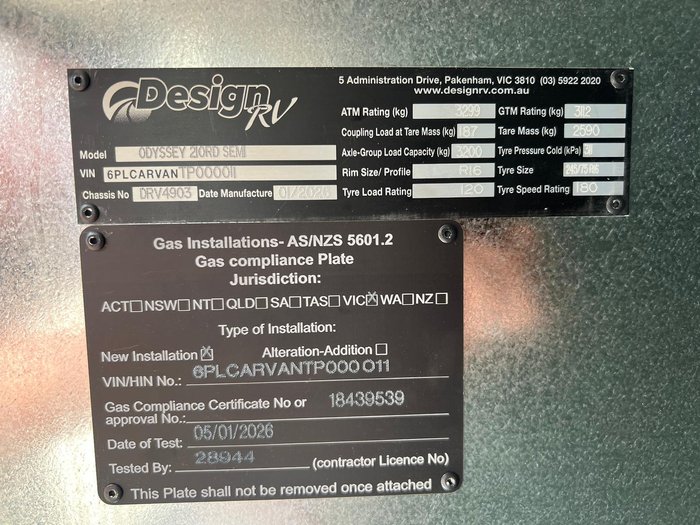 Design RV
5 Administration Drive, Pakenham, VIC 3810 (03) 5922 2020
www.designrv.com.au
ATM Rating (kg) 3299 GTM Rating (kg) 3112
Coupling Load at Tare Mass (kg) 187 Tare Mass (kg) 2590
Model ODYSSEY 210RD SEMI Axle-Group Load Capacity (kg) 3200 Tyre Pressure Cold (kPa)
VIN 6PLCARVANTP000011 Rim Size/ Profile R16 Tyre Size 245/75 R16
Chassis No DRV4903 Date Manufacture 01/2026 Tyre Load Rating 120 Tyre Speed Rating 180
Gas Installations- AS/NZS 5601.2
Gas compliance Plate
Jurisdiction:
ACT☐NSW☐NT☐QLD☐SA☐TAS☐VIC☒WA☐NZ☐
Type of Installation:
New Installation ☒ Alteration-Addition ☐
VIN/HIN No.: 6PLCARVANTP000011
Gas Compliance Certificate No or
approval No.: 18439539
Date of Test: 05/01/2026
Tested By: 28944 (contractor Licence No)
This Plate shall not be removed once attached